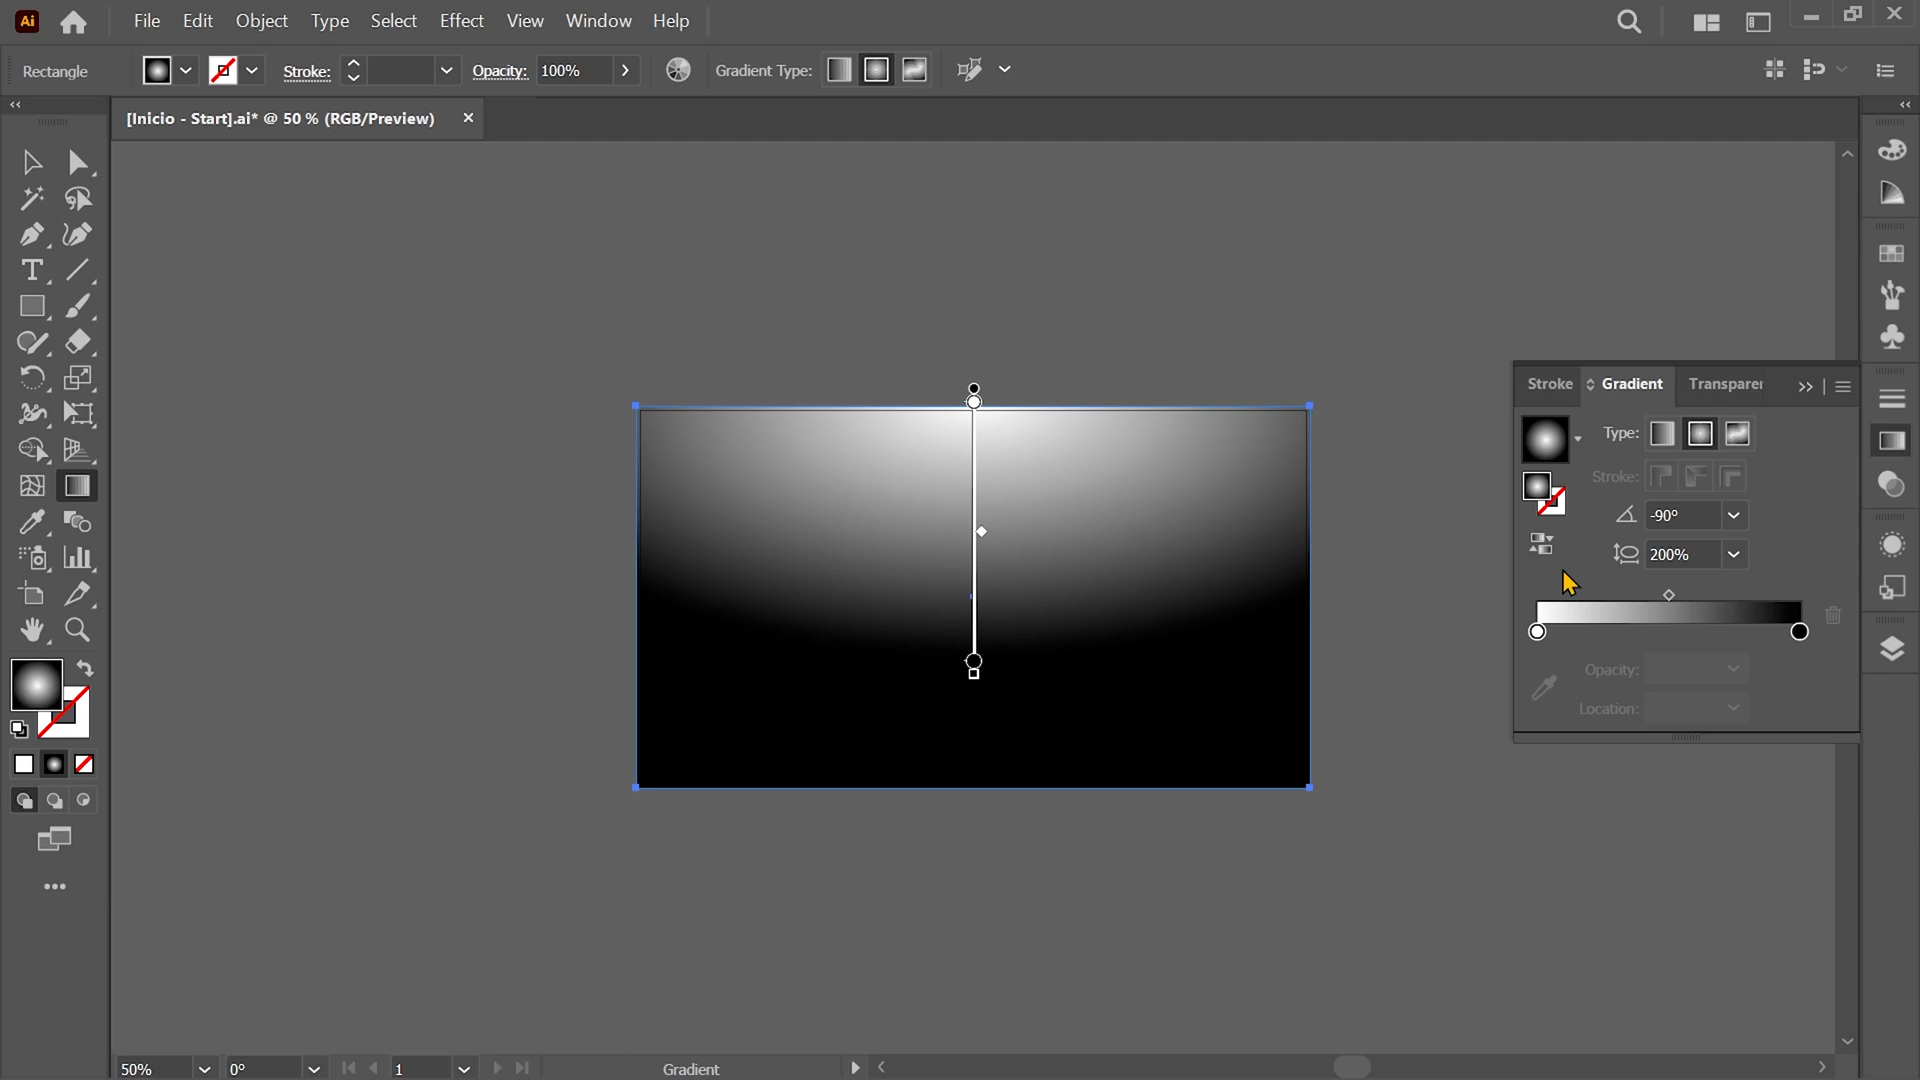 Ai File Edit Object Type Select Effect View Window Help
Rectangle Stroke: Opacity: 100% Gradient Type:
[Inicio - Start].ai* @ 50 % (RGB/Preview)
Stroke Gradient Transparen
Type:
Stroke:
-90°
200%
Opacity:
Location:
50% 0° 1 Gradient